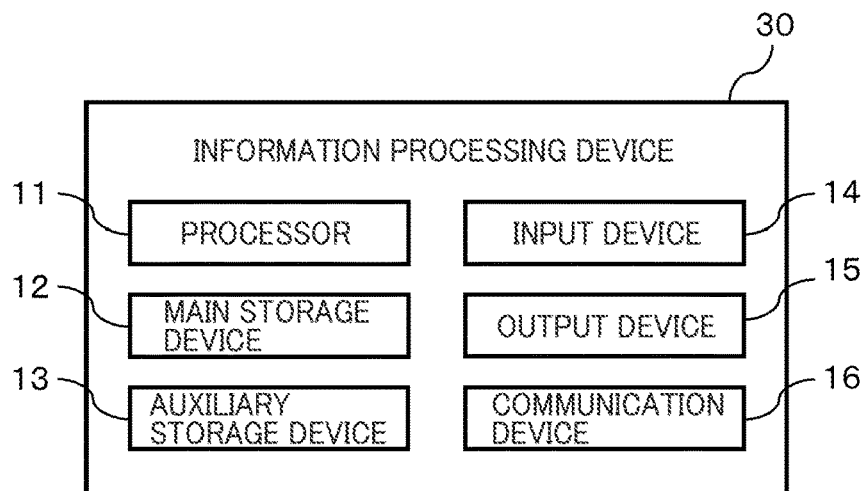 30
INFORMATION PROCESSING DEVICE
11
PROCESSOR
14
INPUT DEVICE
12
MAIN STORAGE
DEVICE
15
OUTPUT DEVICE
13
AUXILIARY
STORAGE DEVICE
16
COMMUNICATION
DEVICE